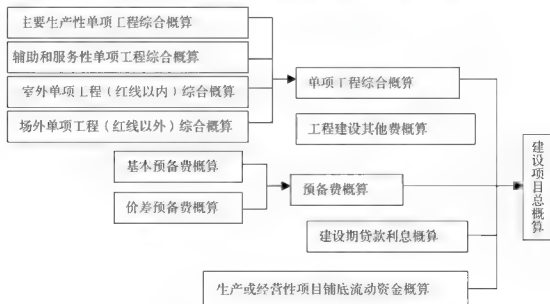 主要生产性单项工程综合概算
辅助和服务性单项工程综合概算
室外单项工程（红线以内）综合概算
场外单项工程（红线以外）综合概算
单项工程综合概算
工程建设其他费概算
基本预备费概算
价差预备费概算
预备费概算
建设期贷款利息概算
生产或经营性项目铺底流动资金概算
建设项目总概算